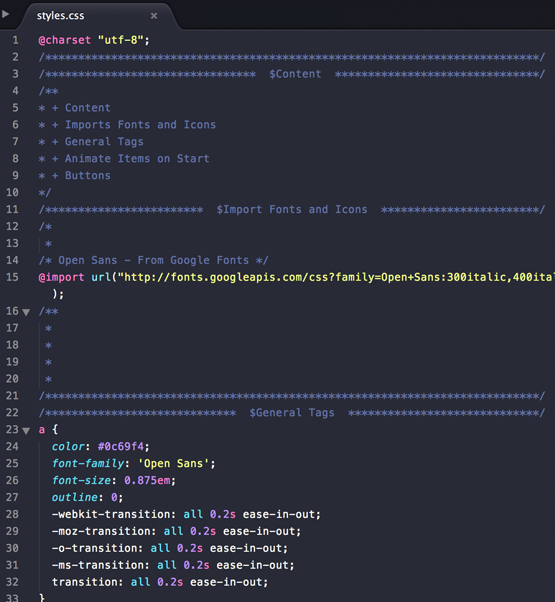 styles.css ×
1 @charset "utf-8";
2 /***************************************************************************/
3 /********************************  $Content  *******************************/
4 /**
5 * + Content
6 * + Imports Fonts and Icons
7 * + General Tags
8 * + Animate Items on Start
9 * + Buttons
10 */
11 /************************  $Import Fonts and Icons  ************************/
12 /*
13  *
14 /* Open Sans - From Google Fonts */
15 @import url("http://fonts.googleapis.com/css?family=Open+Sans:300italic,400ita
);
16 /**
17  *
18  *
19  *
20  *
21 /***************************************************************************/
22 /*****************************  $General Tags  *****************************/
23 a {
24   color: #0c69f4;
25   font-family: 'Open Sans';
26   font-size: 0.875em;
27   outline: 0;
28   -webkit-transition: all 0.2s ease-in-out;
29   -moz-transition: all 0.2s ease-in-out;
30   -o-transition: all 0.2s ease-in-out;
31   -ms-transition: all 0.2s ease-in-out;
32   transition: all 0.2s ease-in-out;
33 }